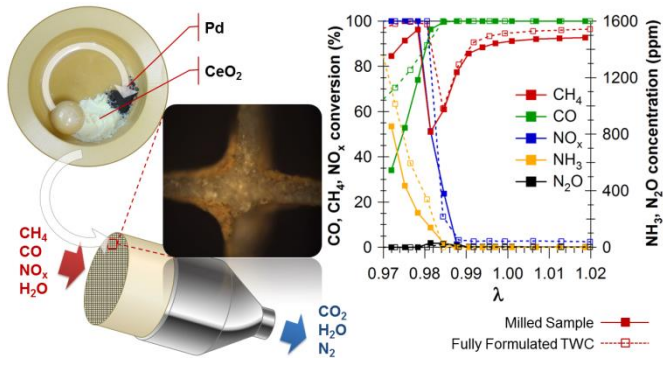 Pd
CeO₂
CH₄
CO
NOₓ
H₂O
CO₂
H₂O
N₂
CO, CH₄, NOₓ conversion (%)
100
80
60
40
20
0
0.97
0.98
0.99
1.00
1.01
1.02
λ
1600
1200
800
400
0
NH₃, N₂O concentration (ppm)
CH₄
CO
NOₓ
NH₃
N₂O
Milled Sample
Fully Formulated TWC